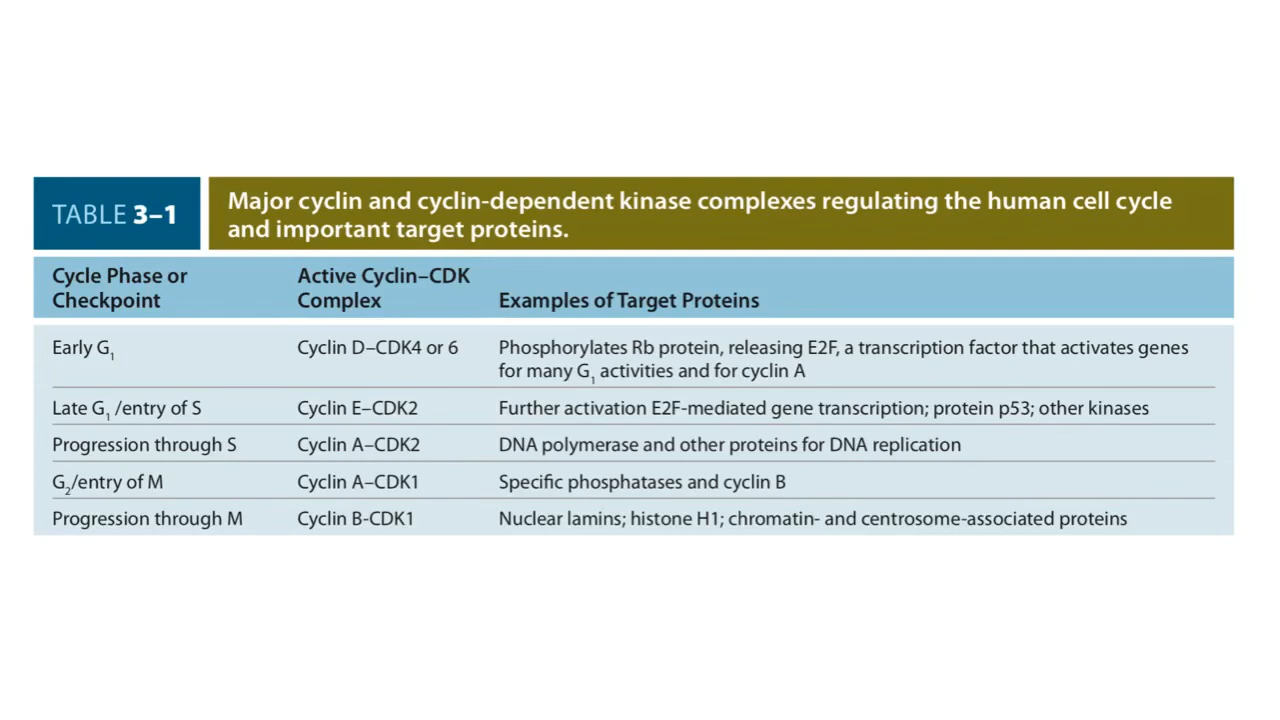 TABLE 3–1
Major cyclin and cyclin-dependent kinase complexes regulating the human cell cycle
and important target proteins.
Cycle Phase or
Checkpoint
Active Cyclin–CDK
Complex
Examples of Target Proteins
Early G1
Cyclin D–CDK4 or 6
Phosphorylates Rb protein, releasing E2F, a transcription factor that activates genes
for many G1 activities and for cyclin A
Late G1 /entry of S
Cyclin E–CDK2
Further activation E2F-mediated gene transcription; protein p53; other kinases
Progression through S
Cyclin A–CDK2
DNA polymerase and other proteins for DNA replication
G2/entry of M
Cyclin A–CDK1
Specific phosphatases and cyclin B
Progression through M
Cyclin B-CDK1
Nuclear lamins; histone H1; chromatin- and centrosome-associated proteins